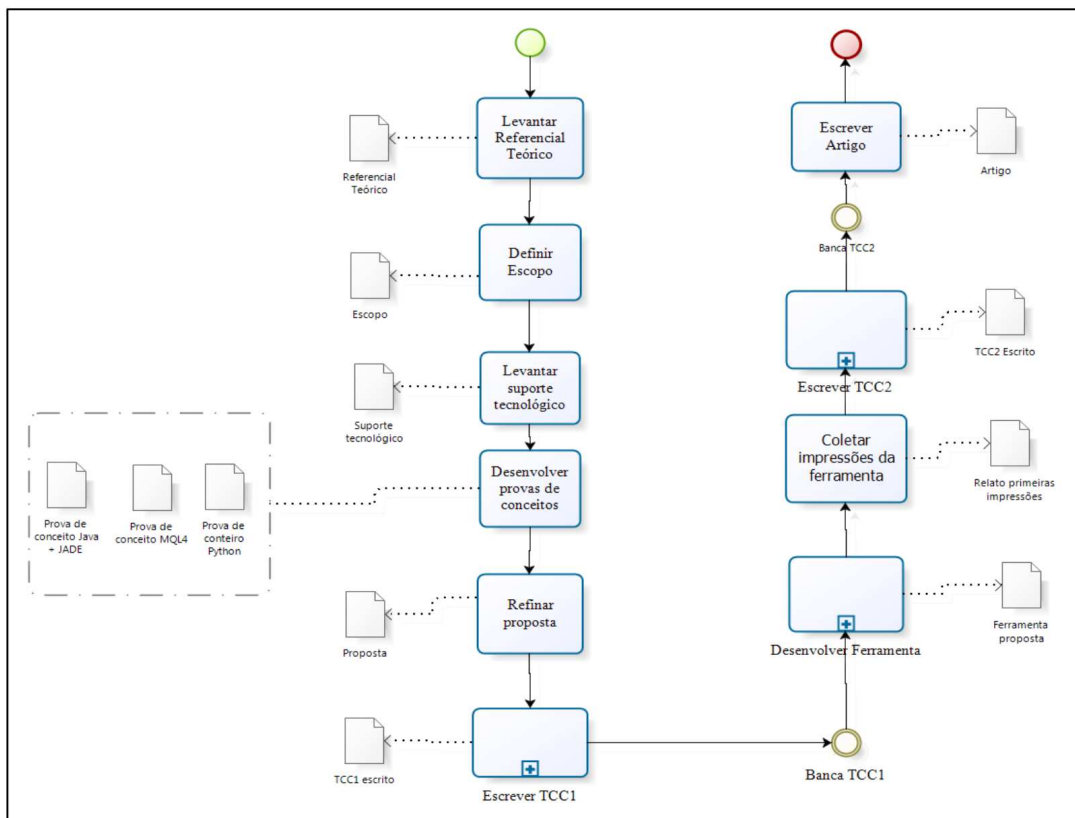 Levantar
Referencial
Teórico
Referencial
Teórico
Definir
Escopo
Escopo
Levantar
suporte
tecnológico
Suporte
tecnológico
Desenvolver
provas de
conceitos
Prova de
conceito Java
+ JADE
Prova de
conceito MQL4
Prova de
conteiro
Python
Refinar
proposta
Proposta
TCC1 escrito
Escrever TCC1
Banca TCC1
Desenvolver Ferramenta
Ferramenta
proposta
Coletar
impressões da
ferramenta
Relato primeiras
impressões
Escrever TCC2
TCC2 Escrito
Banca TCC2
Escrever
Artigo
Artigo